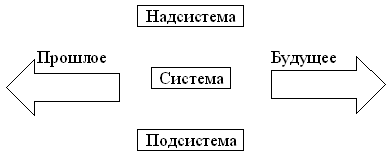 Надсистема
Прошлое
Будущее
Система
Подсистема